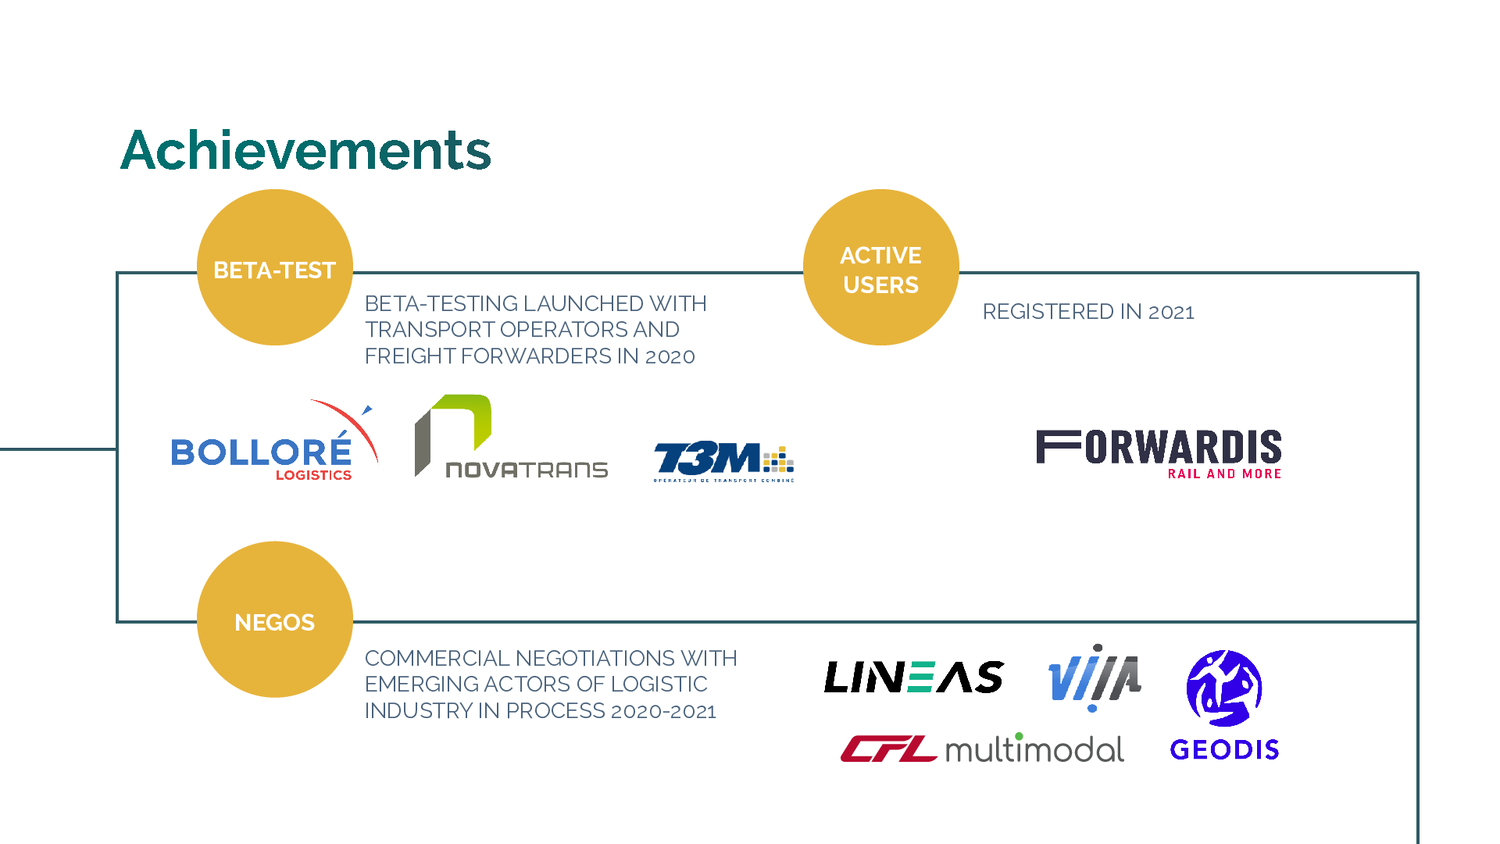 Achievements
BETA-TEST
BETA-TESTING LAUNCHED WITH
TRANSPORT OPERATORS AND
FREIGHT FORWARDERS IN 2020
ACTIVE
USERS
REGISTERED IN 2021
BOLLORÉ
LOGISTICS
NOVATRANS
T3M
OPÉRATEUR DE TRANSPORT COMBINÉ
FORWARDIS
RAIL AND MORE
NEGOS
COMMERCIAL NEGOTIATIONS WITH
EMERGING ACTORS OF LOGISTIC
INDUSTRY IN PROCESS 2020-2021
LINEAS
VIIA
GEODIS
CFL multimodal